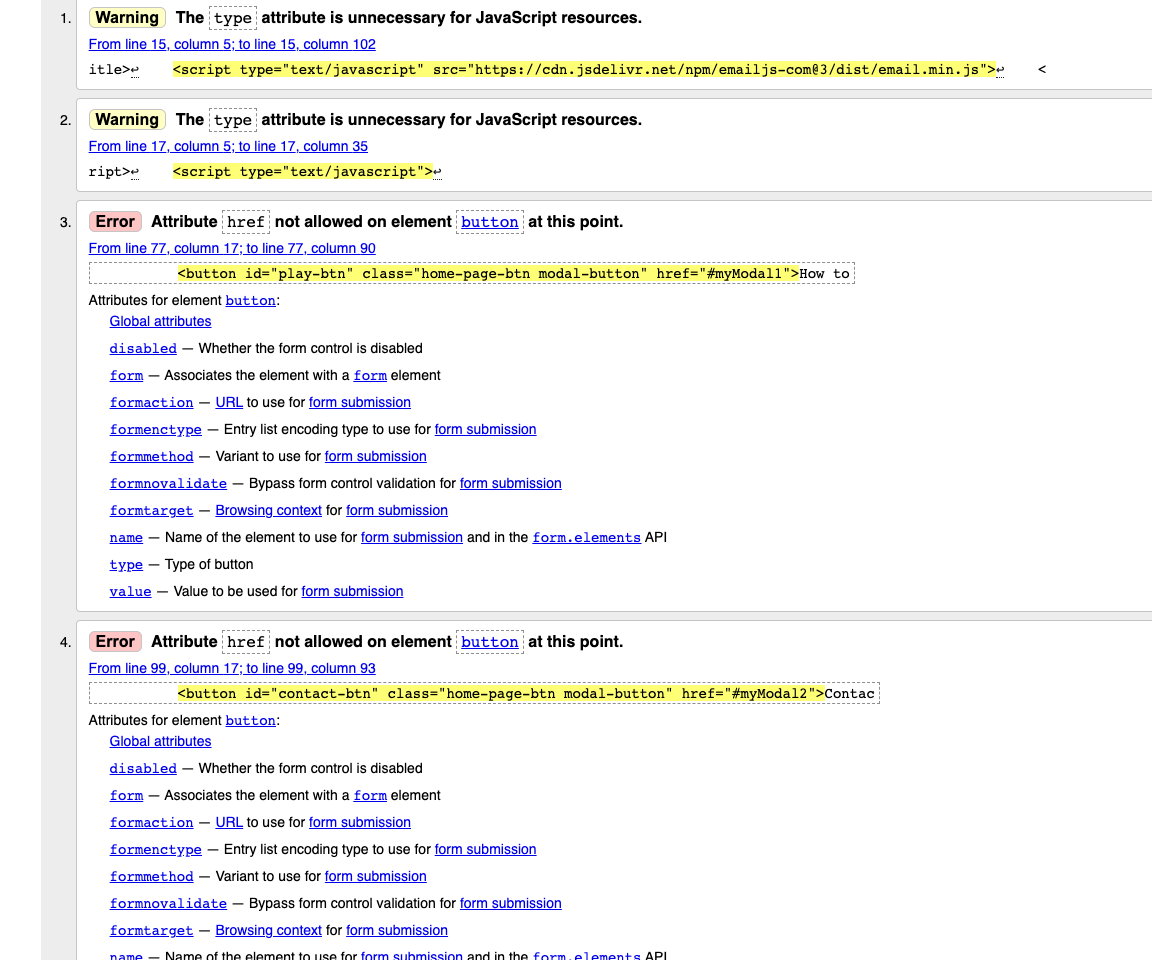 1. Warning The type attribute is unnecessary for JavaScript resources.
From line 15, column 5; to line 15, column 102
itle>↩ <script type="text/javascript" src="https://cdn.jsdelivr.net/npm/emailjs-com@3/dist/email.min.js">↩ <
2. Warning The type attribute is unnecessary for JavaScript resources.
From line 17, column 5; to line 17, column 35
ript>↩ <script type="text/javascript">↩
3. Error Attribute href not allowed on element button at this point.
From line 77, column 17; to line 77, column 90
<button id="play-btn" class="home-page-btn modal-button" href="#myModal1">How to
Attributes for element button:
Global attributes
disabled — Whether the form control is disabled
form — Associates the element with a form element
formaction — URL to use for form submission
formenctype — Entry list encoding type to use for form submission
formmethod — Variant to use for form submission
formnovalidate — Bypass form control validation for form submission
formtarget — Browsing context for form submission
name — Name of the element to use for form submission and in the form.elements API
type — Type of button
value — Value to be used for form submission
4. Error Attribute href not allowed on element button at this point.
From line 99, column 17; to line 99, column 93
<button id="contact-btn" class="home-page-btn modal-button" href="#myModal2">Contac
Attributes for element button:
Global attributes
disabled — Whether the form control is disabled
form — Associates the element with a form element
formaction — URL to use for form submission
formenctype — Entry list encoding type to use for form submission
formmethod — Variant to use for form submission
formnovalidate — Bypass form control validation for form submission
formtarget — Browsing context for form submission
name — Name of the element to use for form submission and in the form.elements API